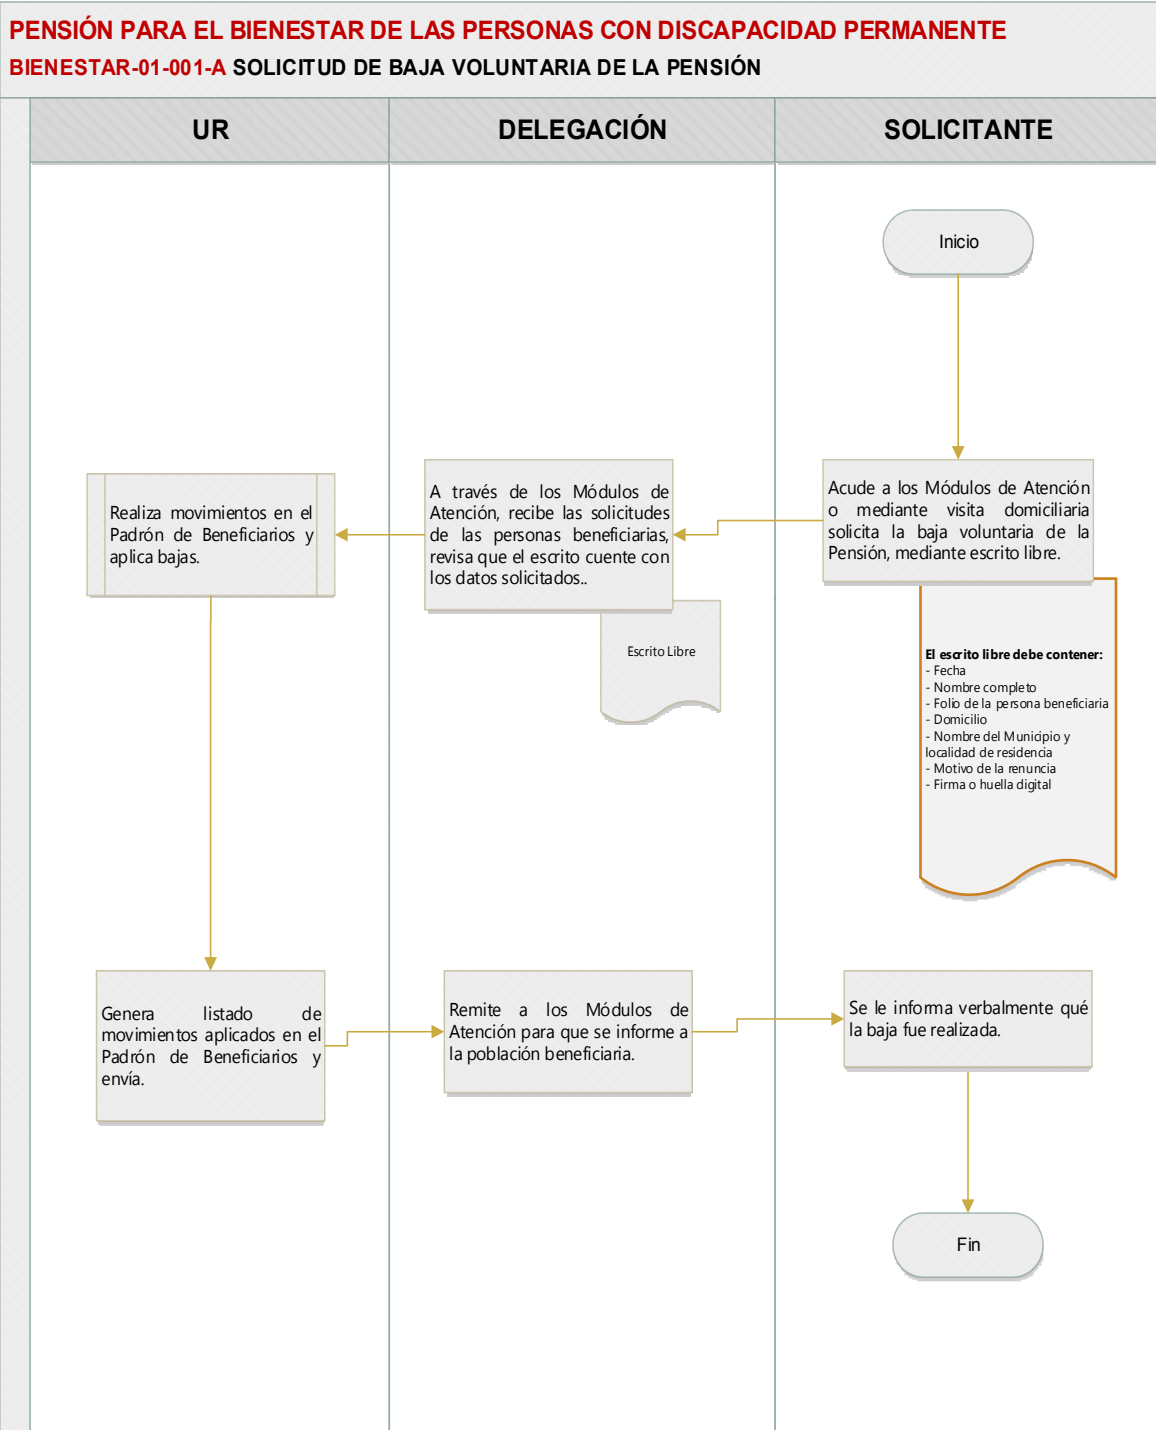 PENSIÓN PARA EL BIENESTAR DE LAS PERSONAS CON DISCAPACIDAD PERMANENTE
BIENESTAR-01-001-A SOLICITUD DE BAJA VOLUNTARIA DE LA PENSIÓN
UR
DELEGACIÓN
SOLICITANTE
Inicio
Acude a los Módulos de Atención
o mediante visita domiciliaria
solicita la baja voluntaria de la
Pensión, mediante escrito libre.
El escrito libre debe contener:
- Fecha
- Nombre completo
- Folio de la persona beneficiaria
- Domicilio
- Nombre del Municipio y
localidad de residencia
- Motivo de la renuncia
- Firma o huella digital
A través de los Módulos de
Atención, recibe las solicitudes
de las personas beneficiarias,
revisa que el escrito cuente con
los datos solicitados..
Escrito Libre
Realiza movimientos en el
Padrón de Beneficiarios y
aplica bajas.
Genera listado de
movimientos aplicados en el
Padrón de Beneficiarios y
envía.
Remite a los Módulos de
Atención para que se informe a
la población beneficiaria.
Se le informa verbalmente qué
la baja fue realizada.
Fin